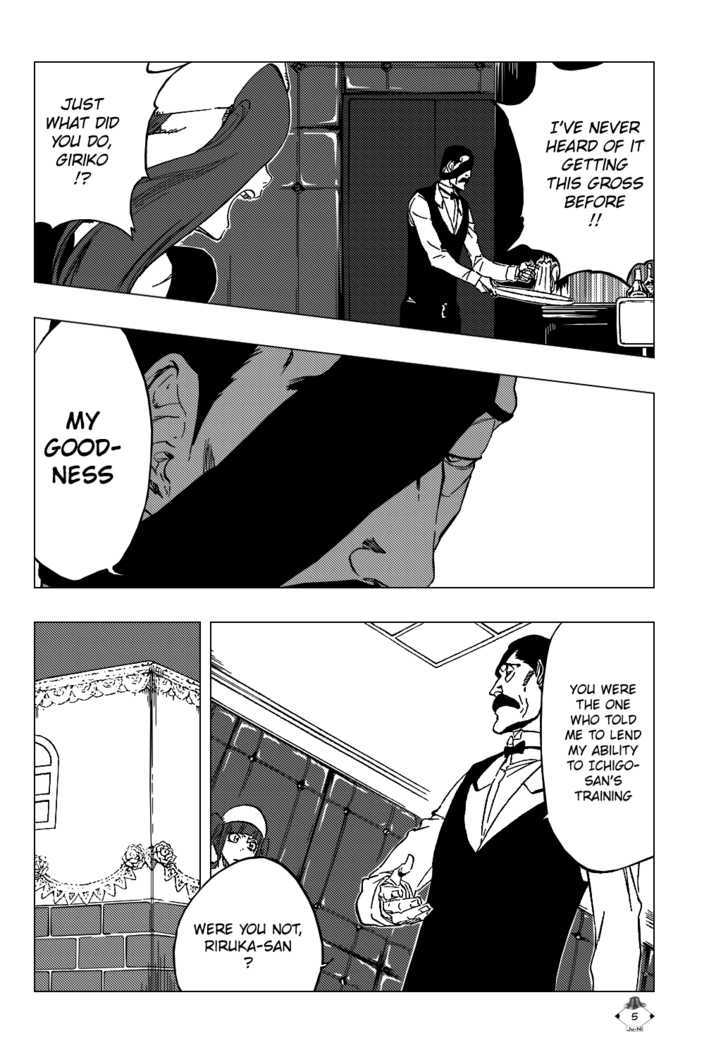 I'VE NEVER
HEARD OF IT
GETTING
THIS GROSS
BEFORE
!!
JUST
WHAT DID
YOU DO,
GIRIKO
!?
MY
GOOD-
NESS
YOU WERE
THE ONE
WHO TOLD
ME TO LEND
MY ABILITY
TO ICHIGO-
SAN'S
TRAINING
WERE YOU NOT,
RIRUKA-SAN
?
5
Ju-Ni